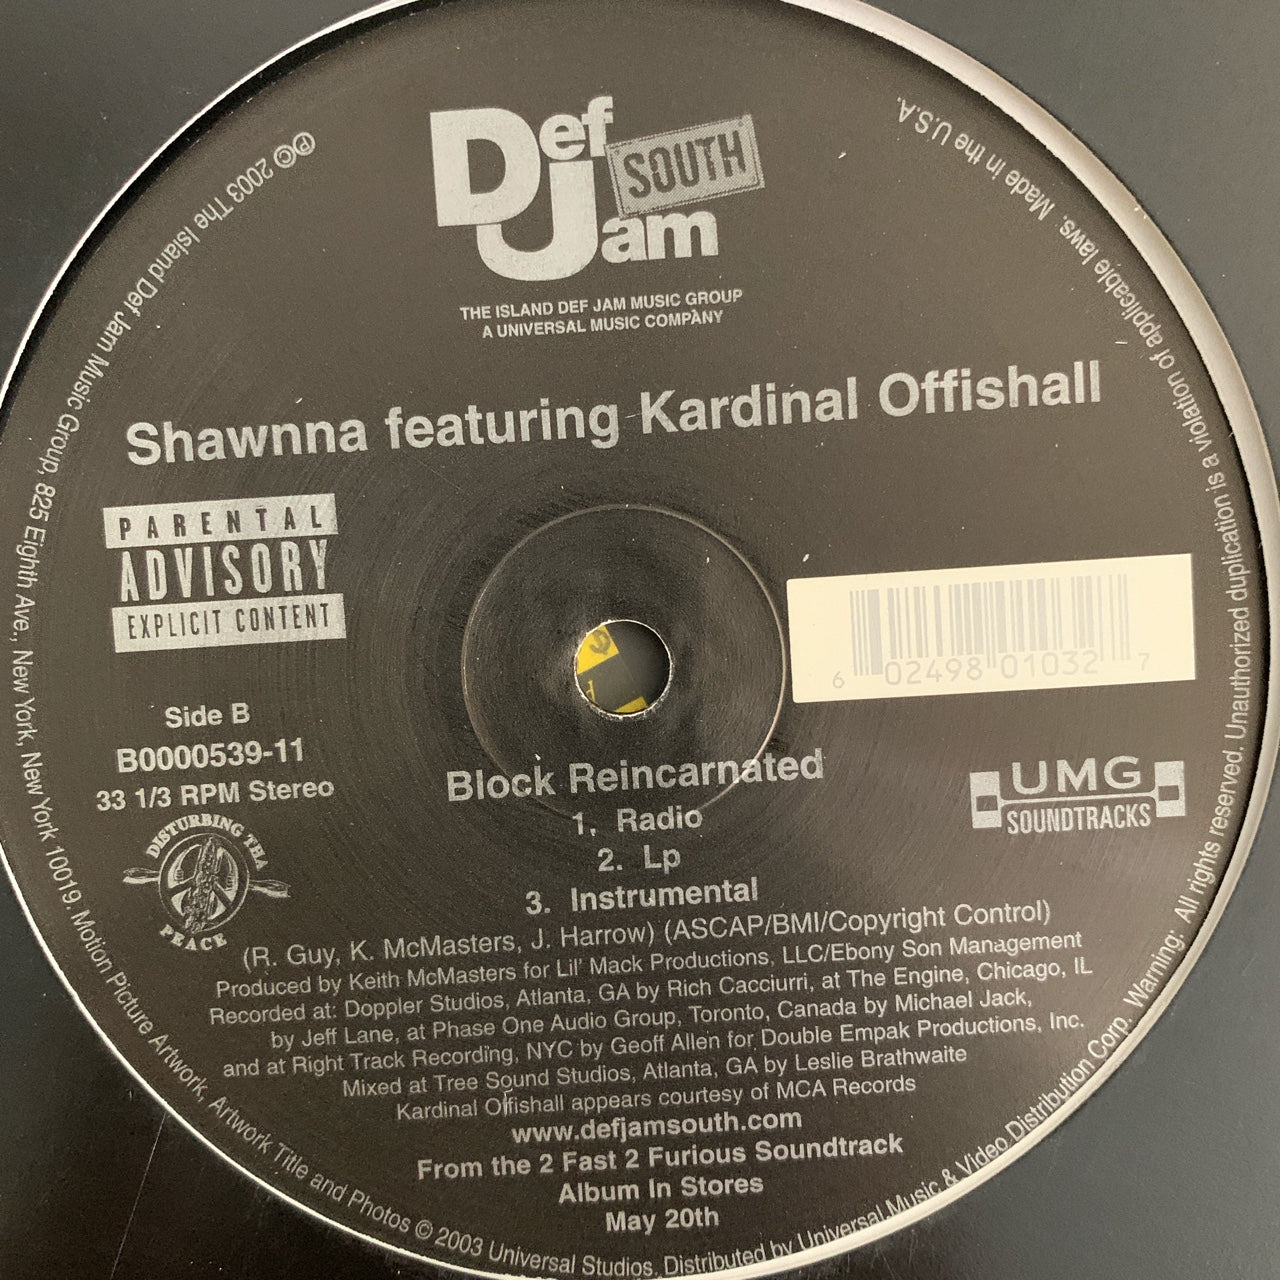 Def
Jam
SOUTH
THE ISLAND DEF JAM MUSIC GROUP
A UNIVERSAL MUSIC COMPANY
Shawnna featuring Kardinal Offishall
PARENTAL
ADVISORY
EXPLICIT CONTENT
6 02498 01032 7
Side B
B0000539-11
33 1/3 RPM Stereo
DISTURBING THA
PEACE
UMG
SOUNDTRACKS
Block Reincarnated
1. Radio
2. Lp
3. Instrumental
(R. Guy, K. McMasters, J. Harrow) (ASCAP/BMI/Copyright Control)
Produced by Keith McMasters for Lil' Mack Productions, LLC/Ebony Son Management
Recorded at: Doppler Studios, Atlanta, GA by Rich Cacciurri, at The Engine, Chicago, IL
by Jeff Lane, at Phase One Audio Group, Toronto, Canada by Michael Jack,
and at Right Track Recording, NYC by Geoff Allen for Double Empak Productions, Inc.
Mixed at Tree Sound Studios, Atlanta, GA by Leslie Brathwaite
Kardinal Offishall appears courtesy of MCA Records
www.defjamsouth.com
From the 2 Fast 2 Furious Soundtrack
Album In Stores
May 20th
℗© 2003 The Island Def Jam Music Group, 825 Eighth Ave., New York, New York 10019. Motion Picture Artwork, Artwork Title and Photos © 2003 Universal Studios. Distributed by Universal Music & Video Distribution Corp. Warning: All rights reserved. Unauthorized duplication is a violation of applicable laws. Made in the U.S.A.